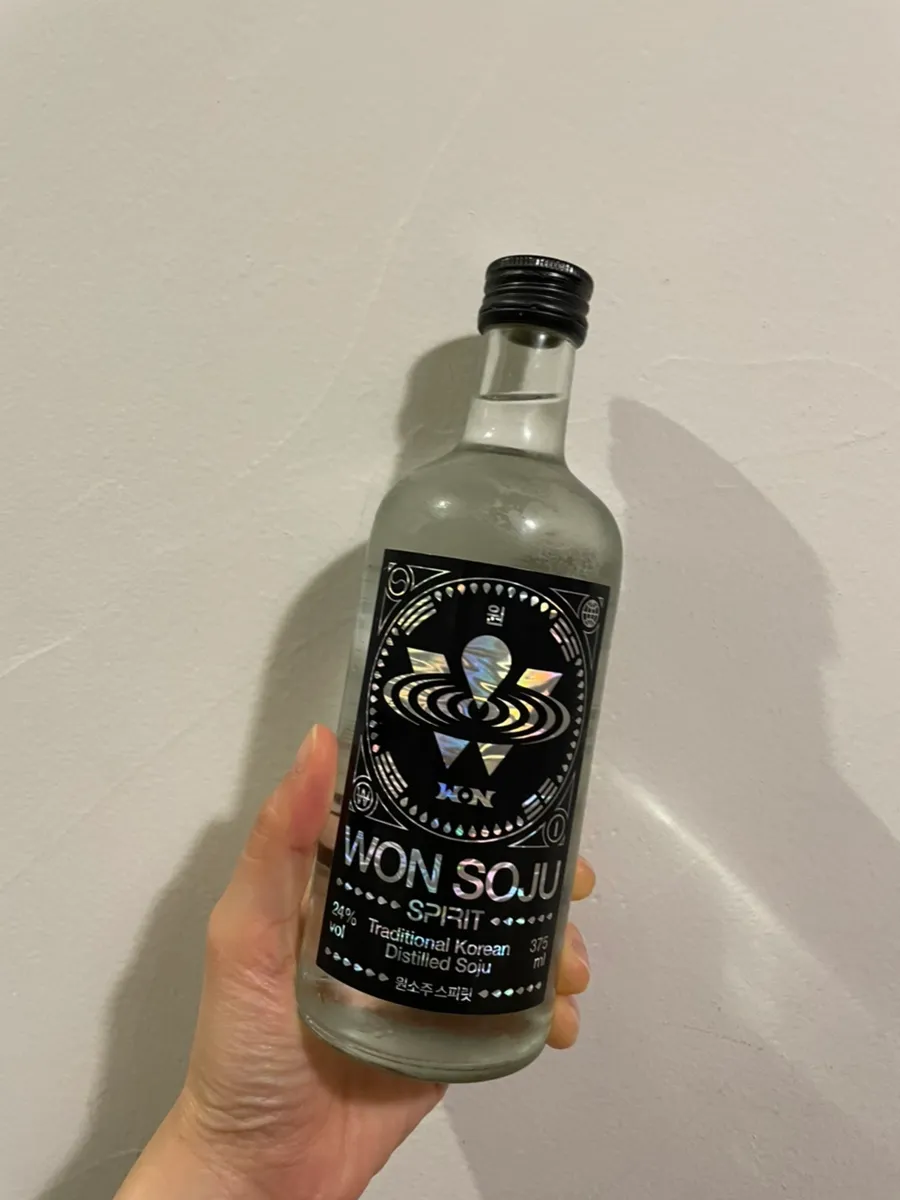 원
WON
WON SOJU
SPIRIT
24%
vol
Traditional Korean
Distilled Soju
375
ml
원소주 스피릿